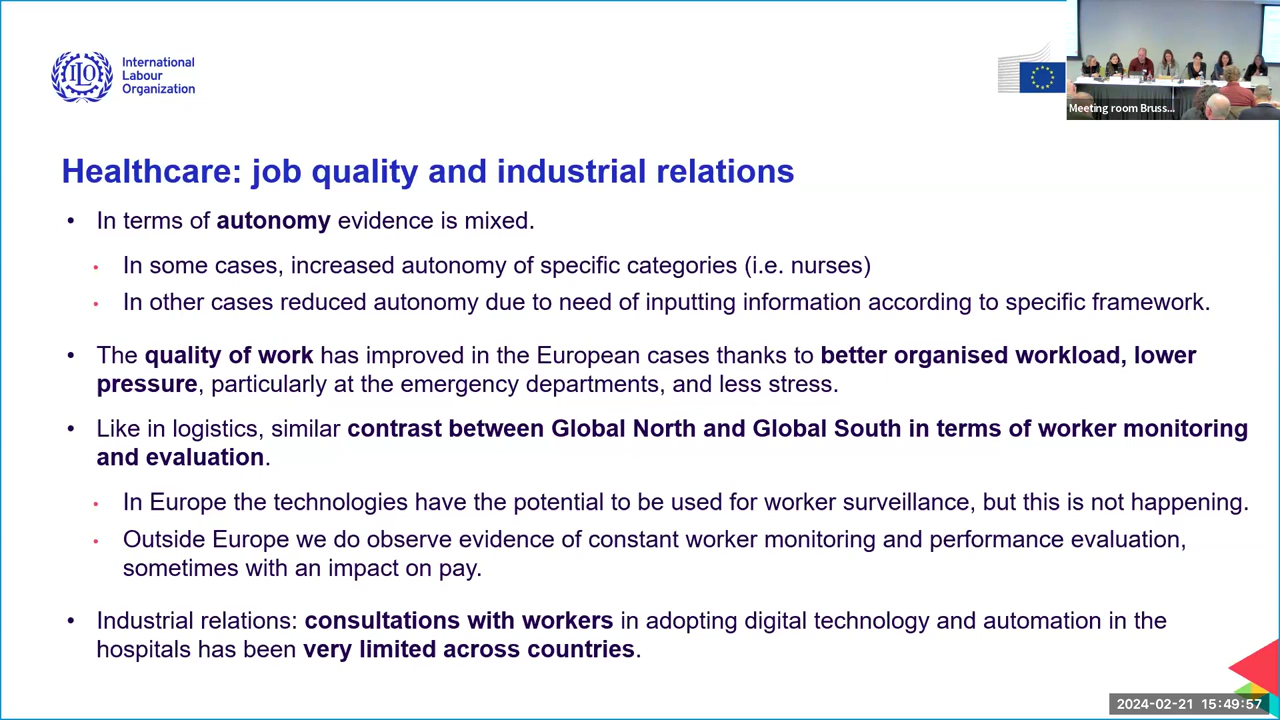 International
Labour
Organization
ILO
Meeting room Bruss...
Healthcare: job quality and industrial relations
• In terms of autonomy evidence is mixed.
• In some cases, increased autonomy of specific categories (i.e. nurses)
• In other cases reduced autonomy due to need of inputting information according to specific framework.
• The quality of work has improved in the European cases thanks to better organised workload, lower
pressure, particularly at the emergency departments, and less stress.
• Like in logistics, similar contrast between Global North and Global South in terms of worker monitoring
and evaluation.
• In Europe the technologies have the potential to be used for worker surveillance, but this is not happening.
• Outside Europe we do observe evidence of constant worker monitoring and performance evaluation,
sometimes with an impact on pay.
• Industrial relations: consultations with workers in adopting digital technology and automation in the
hospitals has been very limited across countries.
2024-02-21 15:49:57